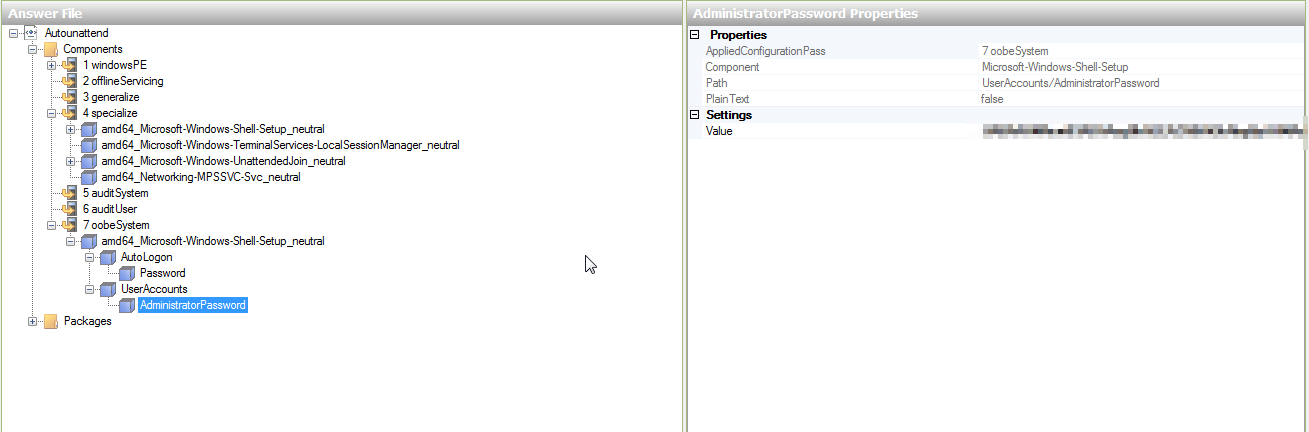 Answer File
Autounattend
Components
1 windowsPE
2 offlineServicing
3 generalize
4 specialize
amd64_Microsoft-Windows-Shell-Setup_neutral
amd64_Microsoft-Windows-TerminalServices-LocalSessionManager_neutral
amd64_Microsoft-Windows-UnattendedJoin_neutral
amd64_Networking-MPSSVC-Svc_neutral
5 auditSystem
6 auditUser
7 oobeSystem
amd64_Microsoft-Windows-Shell-Setup_neutral
AutoLogon
Password
UserAccounts
AdministratorPassword
Packages
AdministratorPassword Properties
Properties
AppliedConfigurationPass 7 oobeSystem
Component Microsoft-Windows-Shell-Setup
Path UserAccounts/AdministratorPassword
PlainText false
Settings
Value